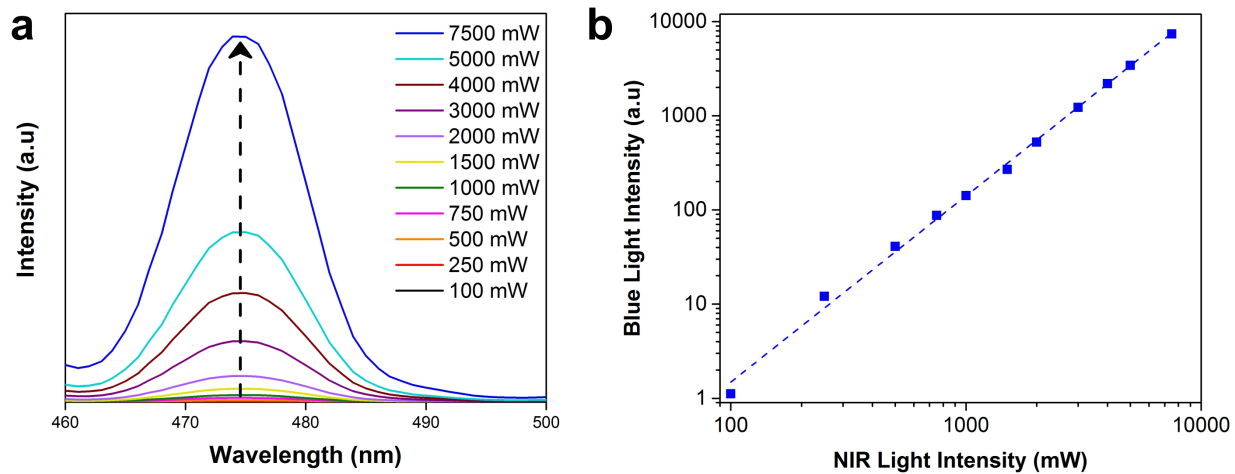 a
Intensity (a.u)
7500 mW
5000 mW
4000 mW
3000 mW
2000 mW
1500 mW
1000 mW
750 mW
500 mW
250 mW
100 mW
460
470
480
490
500
Wavelength (nm)
b
Blue Light Intensity (a.u)
10000
1000
100
10
1
100
1000
10000
NIR Light Intensity (mW)